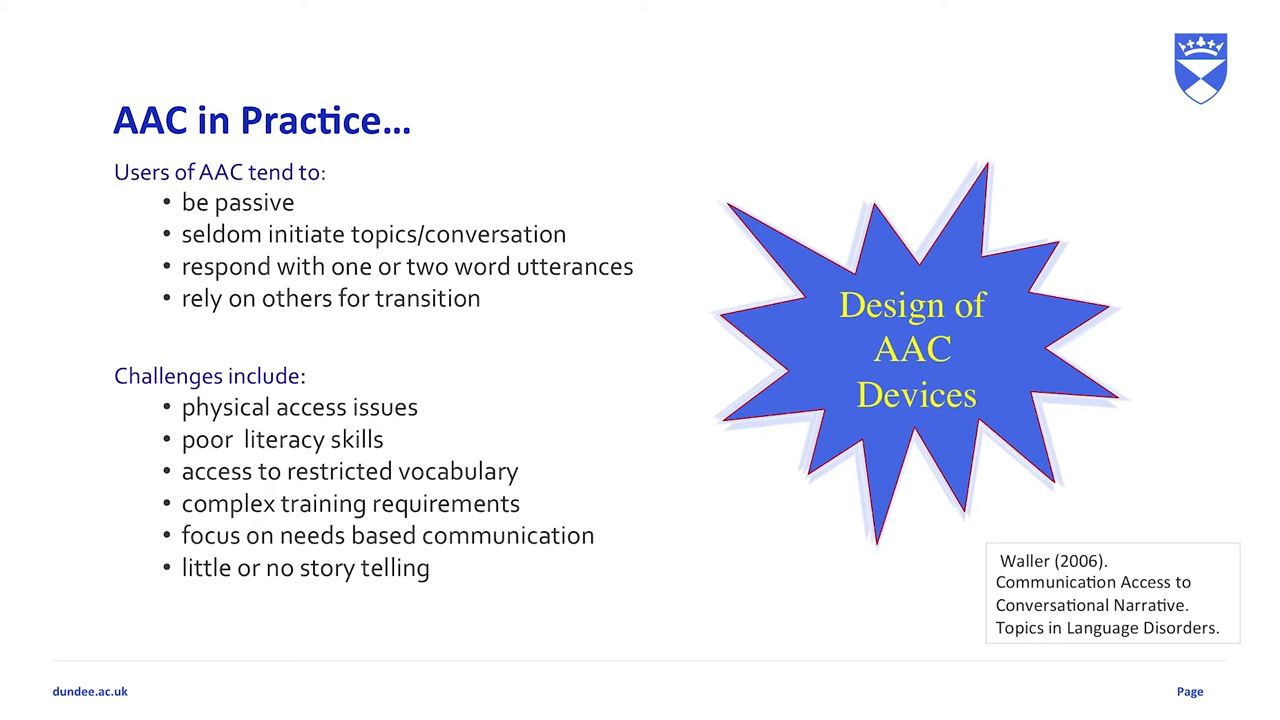 AAC in Practice...
Users of AAC tend to:
• be passive
• seldom initiate topics/conversation
• respond with one or two word utterances
• rely on others for transition
Challenges include:
• physical access issues
• poor literacy skills
• access to restricted vocabulary
• complex training requirements
• focus on needs based communication
• little or no story telling
Design of
AAC
Devices
Waller (2006).
Communication Access to
Conversational Narrative.
Topics in Language Disorders.
dundee.ac.uk
Page